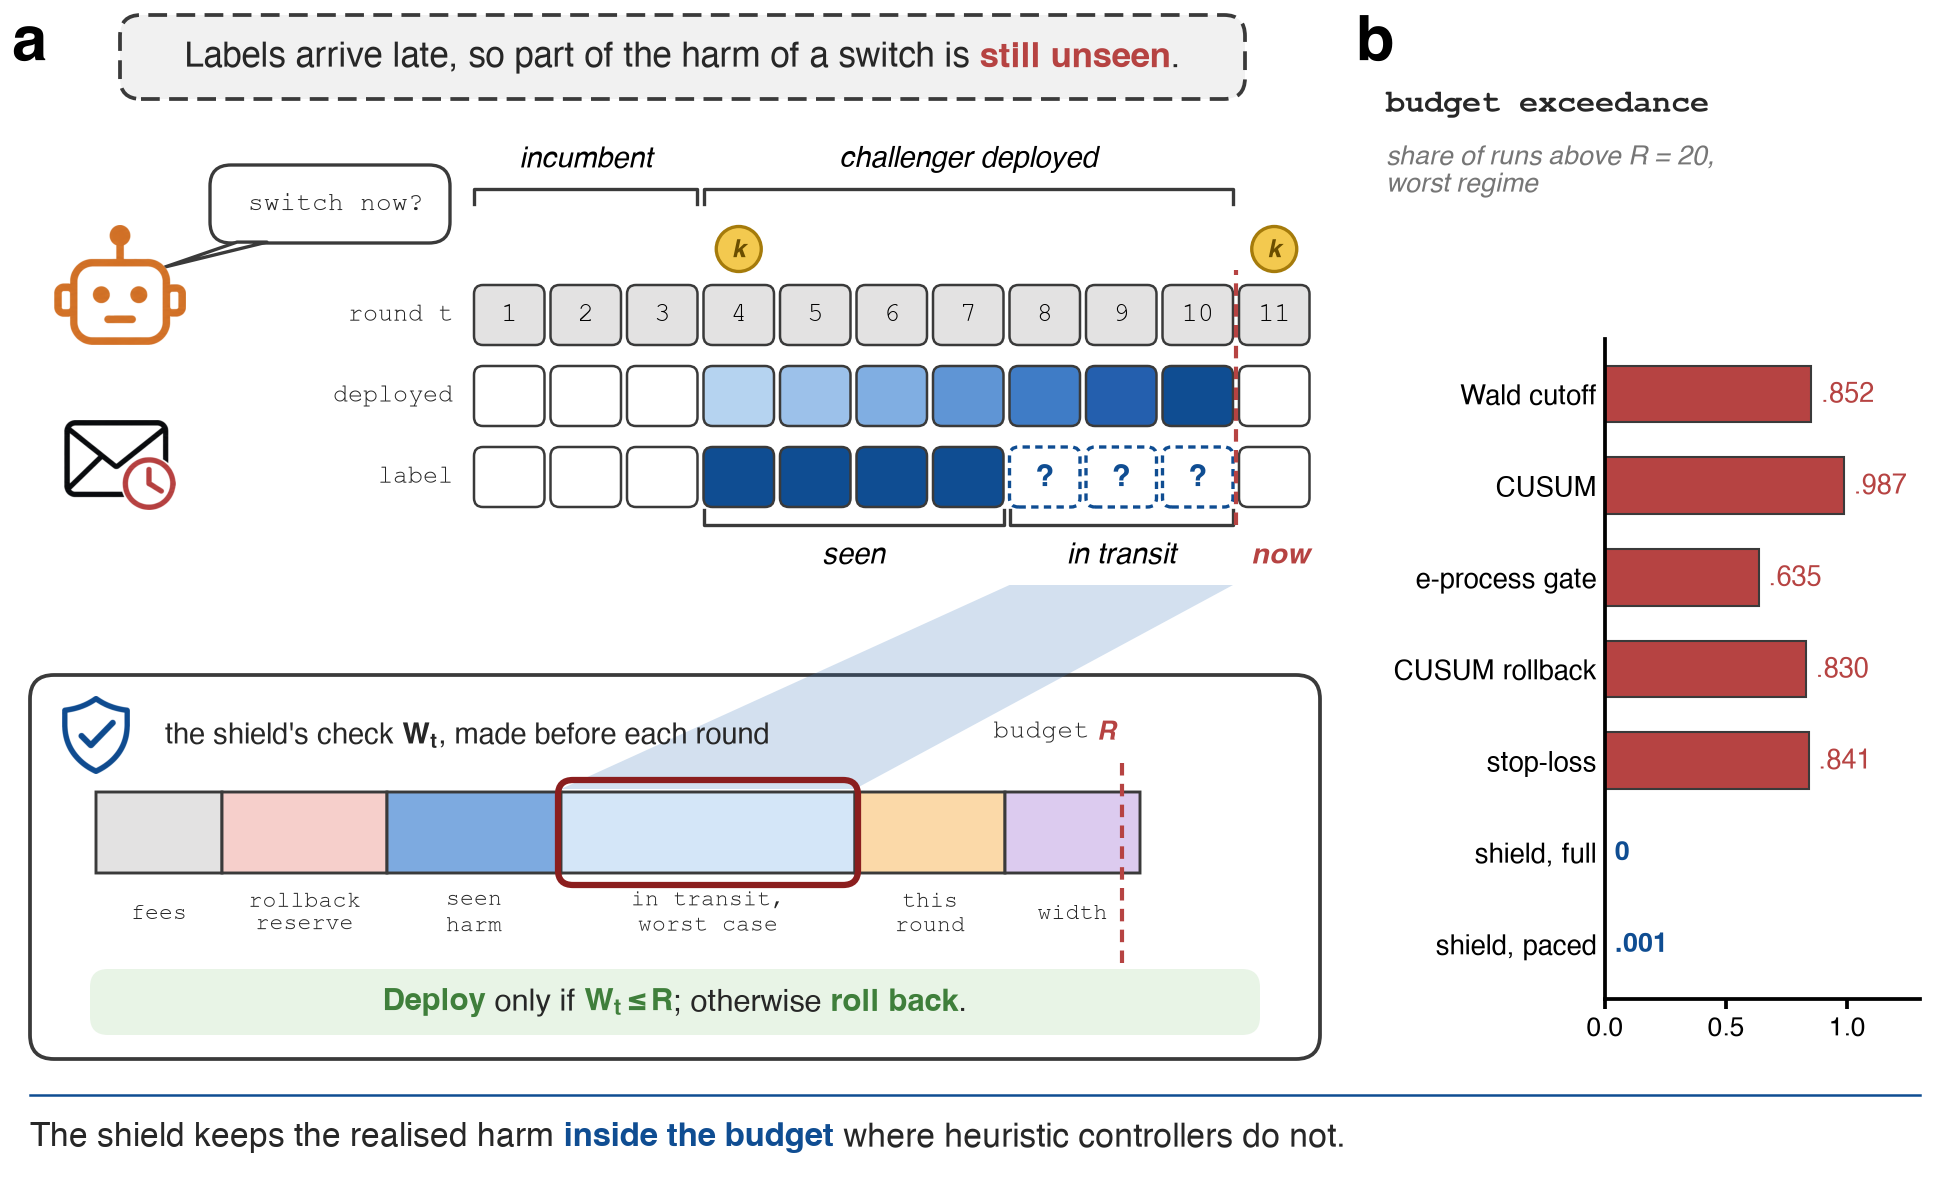 a
Labels arrive late, so part of the harm of a switch is still unseen.
switch now?
incumbent
challenger deployed
k
k
round t
1 2 3 4 5 6 7 8 9 10 11
deployed
label
? ? ?
seen
in transit
now
the shield's check Wt, made before each round
budget R
fees
rollback
reserve
seen
harm
in transit,
worst case
this
round
width
Deploy only if Wt ≤ R; otherwise roll back.
b
budget exceedance
share of runs above R = 20,
worst regime
Wald cutoff .852
CUSUM .987
e-process gate .635
CUSUM rollback .830
stop-loss .841
shield, full 0
shield, paced .001
0.0 0.5 1.0
The shield keeps the realised harm inside the budget where heuristic controllers do not.